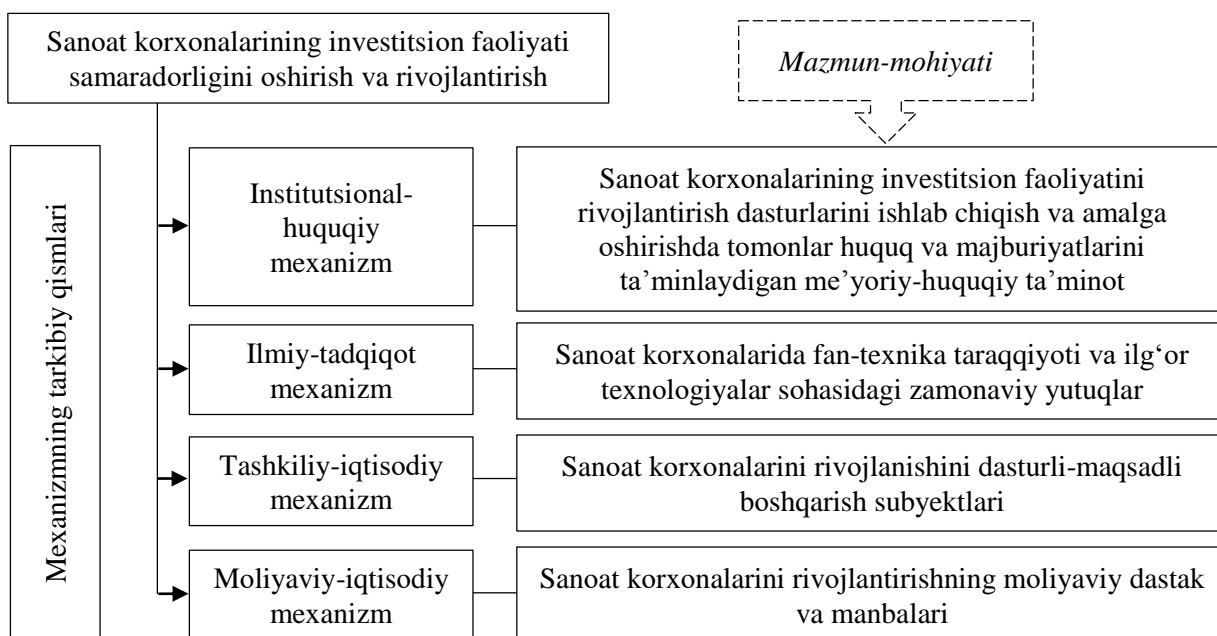 Sanoat korxonalarining investitsion faoliyati
samaradorligini oshirish va rivojlantirish
Mazmun-mohiyati
Mexanizmning tarkibiy qismlari
Institutsional-
huquqiy
mexanizm
Sanoat korxonalarining investitsion faoliyatini
rivojlantirish dasturlarini ishlab chiqish va amalga
oshirishda tomonlar huquq va majburiyatlarini
ta’minlaydigan me’yoriy-huquqiy ta’minot
Ilmiy-tadqiqot
mexanizm
Sanoat korxonalarida fan-texnika taraqqiyoti va ilg‘or
texnologiyalar sohasidagi zamonaviy yutuqlar
Tashkiliy-iqtisodiy
mexanizm
Sanoat korxonalarini rivojlanishini dasturli-maqsadli
boshqarish subyektlari
Moliyaviy-iqtisodiy
mexanizm
Sanoat korxonalarini rivojlantirishning moliyaviy dastak
va manbalari